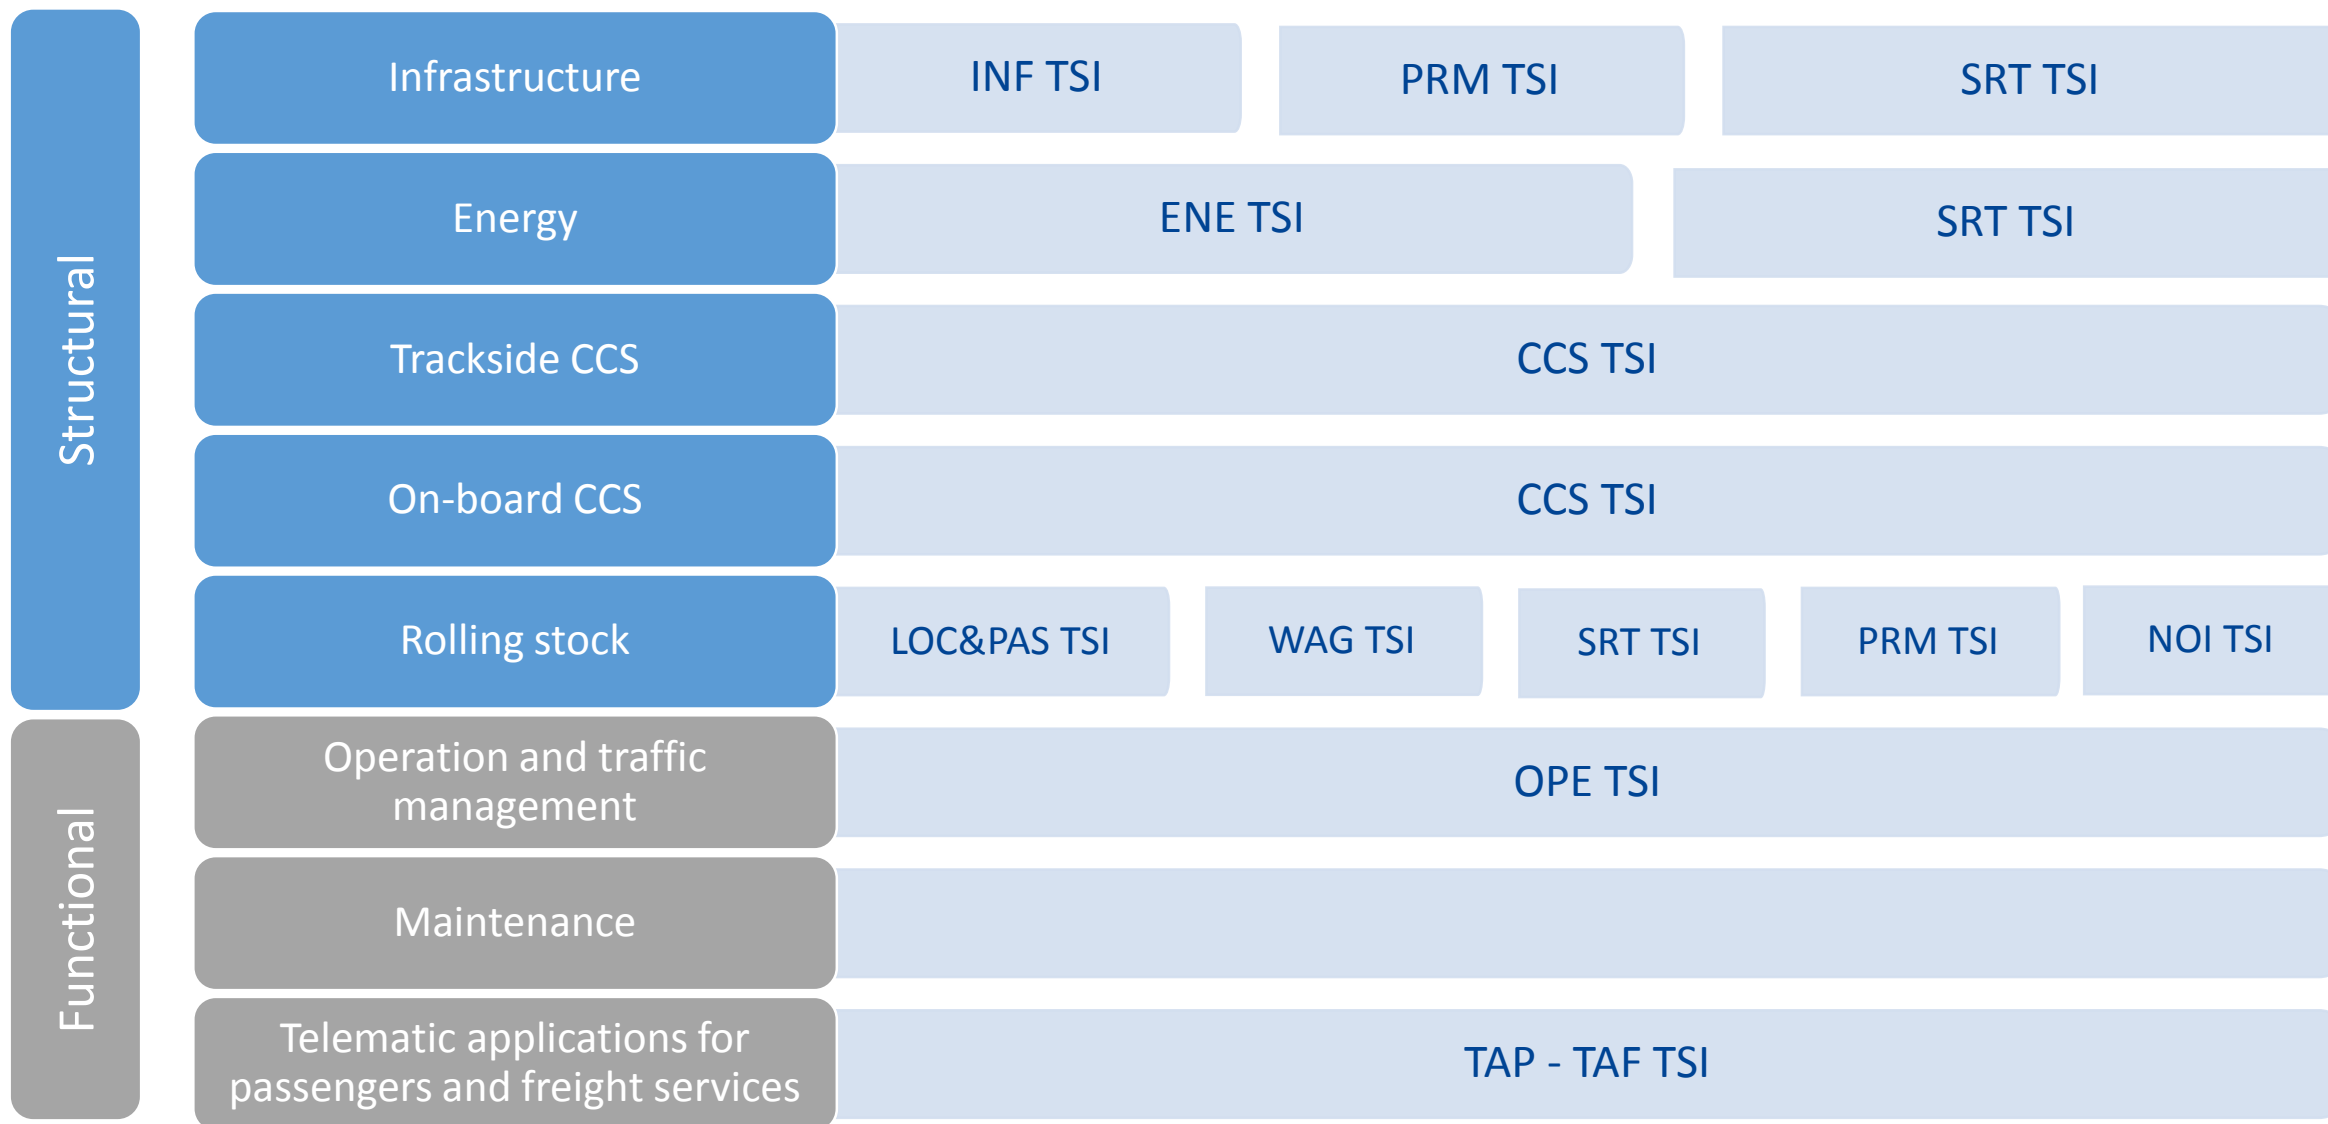 Structural
Infrastructure
INF TSI
PRM TSI
SRT TSI
Energy
ENE TSI
SRT TSI
Trackside CCS
CCS TSI
On-board CCS
CCS TSI
Rolling stock
LOC&PAS TSI
WAG TSI
SRT TSI
PRM TSI
NOI TSI
Functional
Operation and traffic
management
OPE TSI
Maintenance
Telematic applications for
passengers and freight services
TAP - TAF TSI